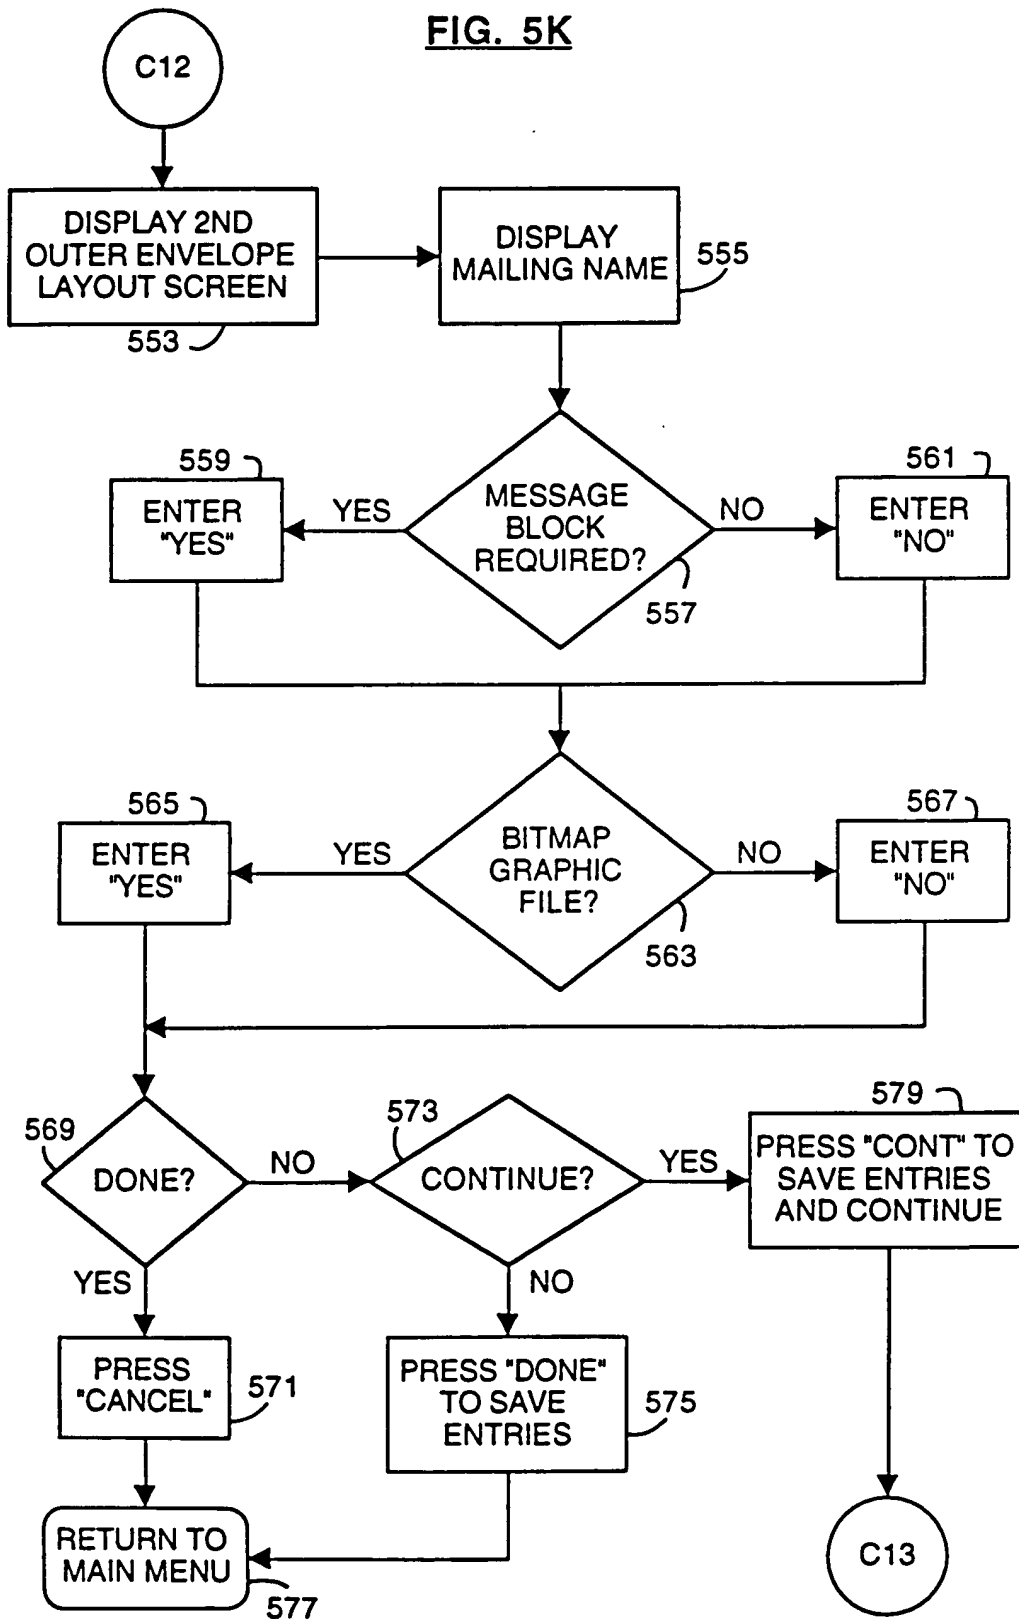 FIG. 5K
C12
DISPLAY 2ND
OUTER ENVELOPE
LAYOUT SCREEN
553
DISPLAY
MAILING NAME
555
MESSAGE
BLOCK
REQUIRED?
557
YES
NO
559
ENTER
"YES"
561
ENTER
"NO"
BITMAP
GRAPHIC
FILE?
563
YES
NO
565
ENTER
"YES"
567
ENTER
"NO"
569
DONE?
NO
YES
573
CONTINUE?
YES
NO
579
PRESS "CONT" TO
SAVE ENTRIES
AND CONTINUE
PRESS
"CANCEL"
571
PRESS "DONE"
TO SAVE
ENTRIES
575
RETURN TO
MAIN MENU
577
C13